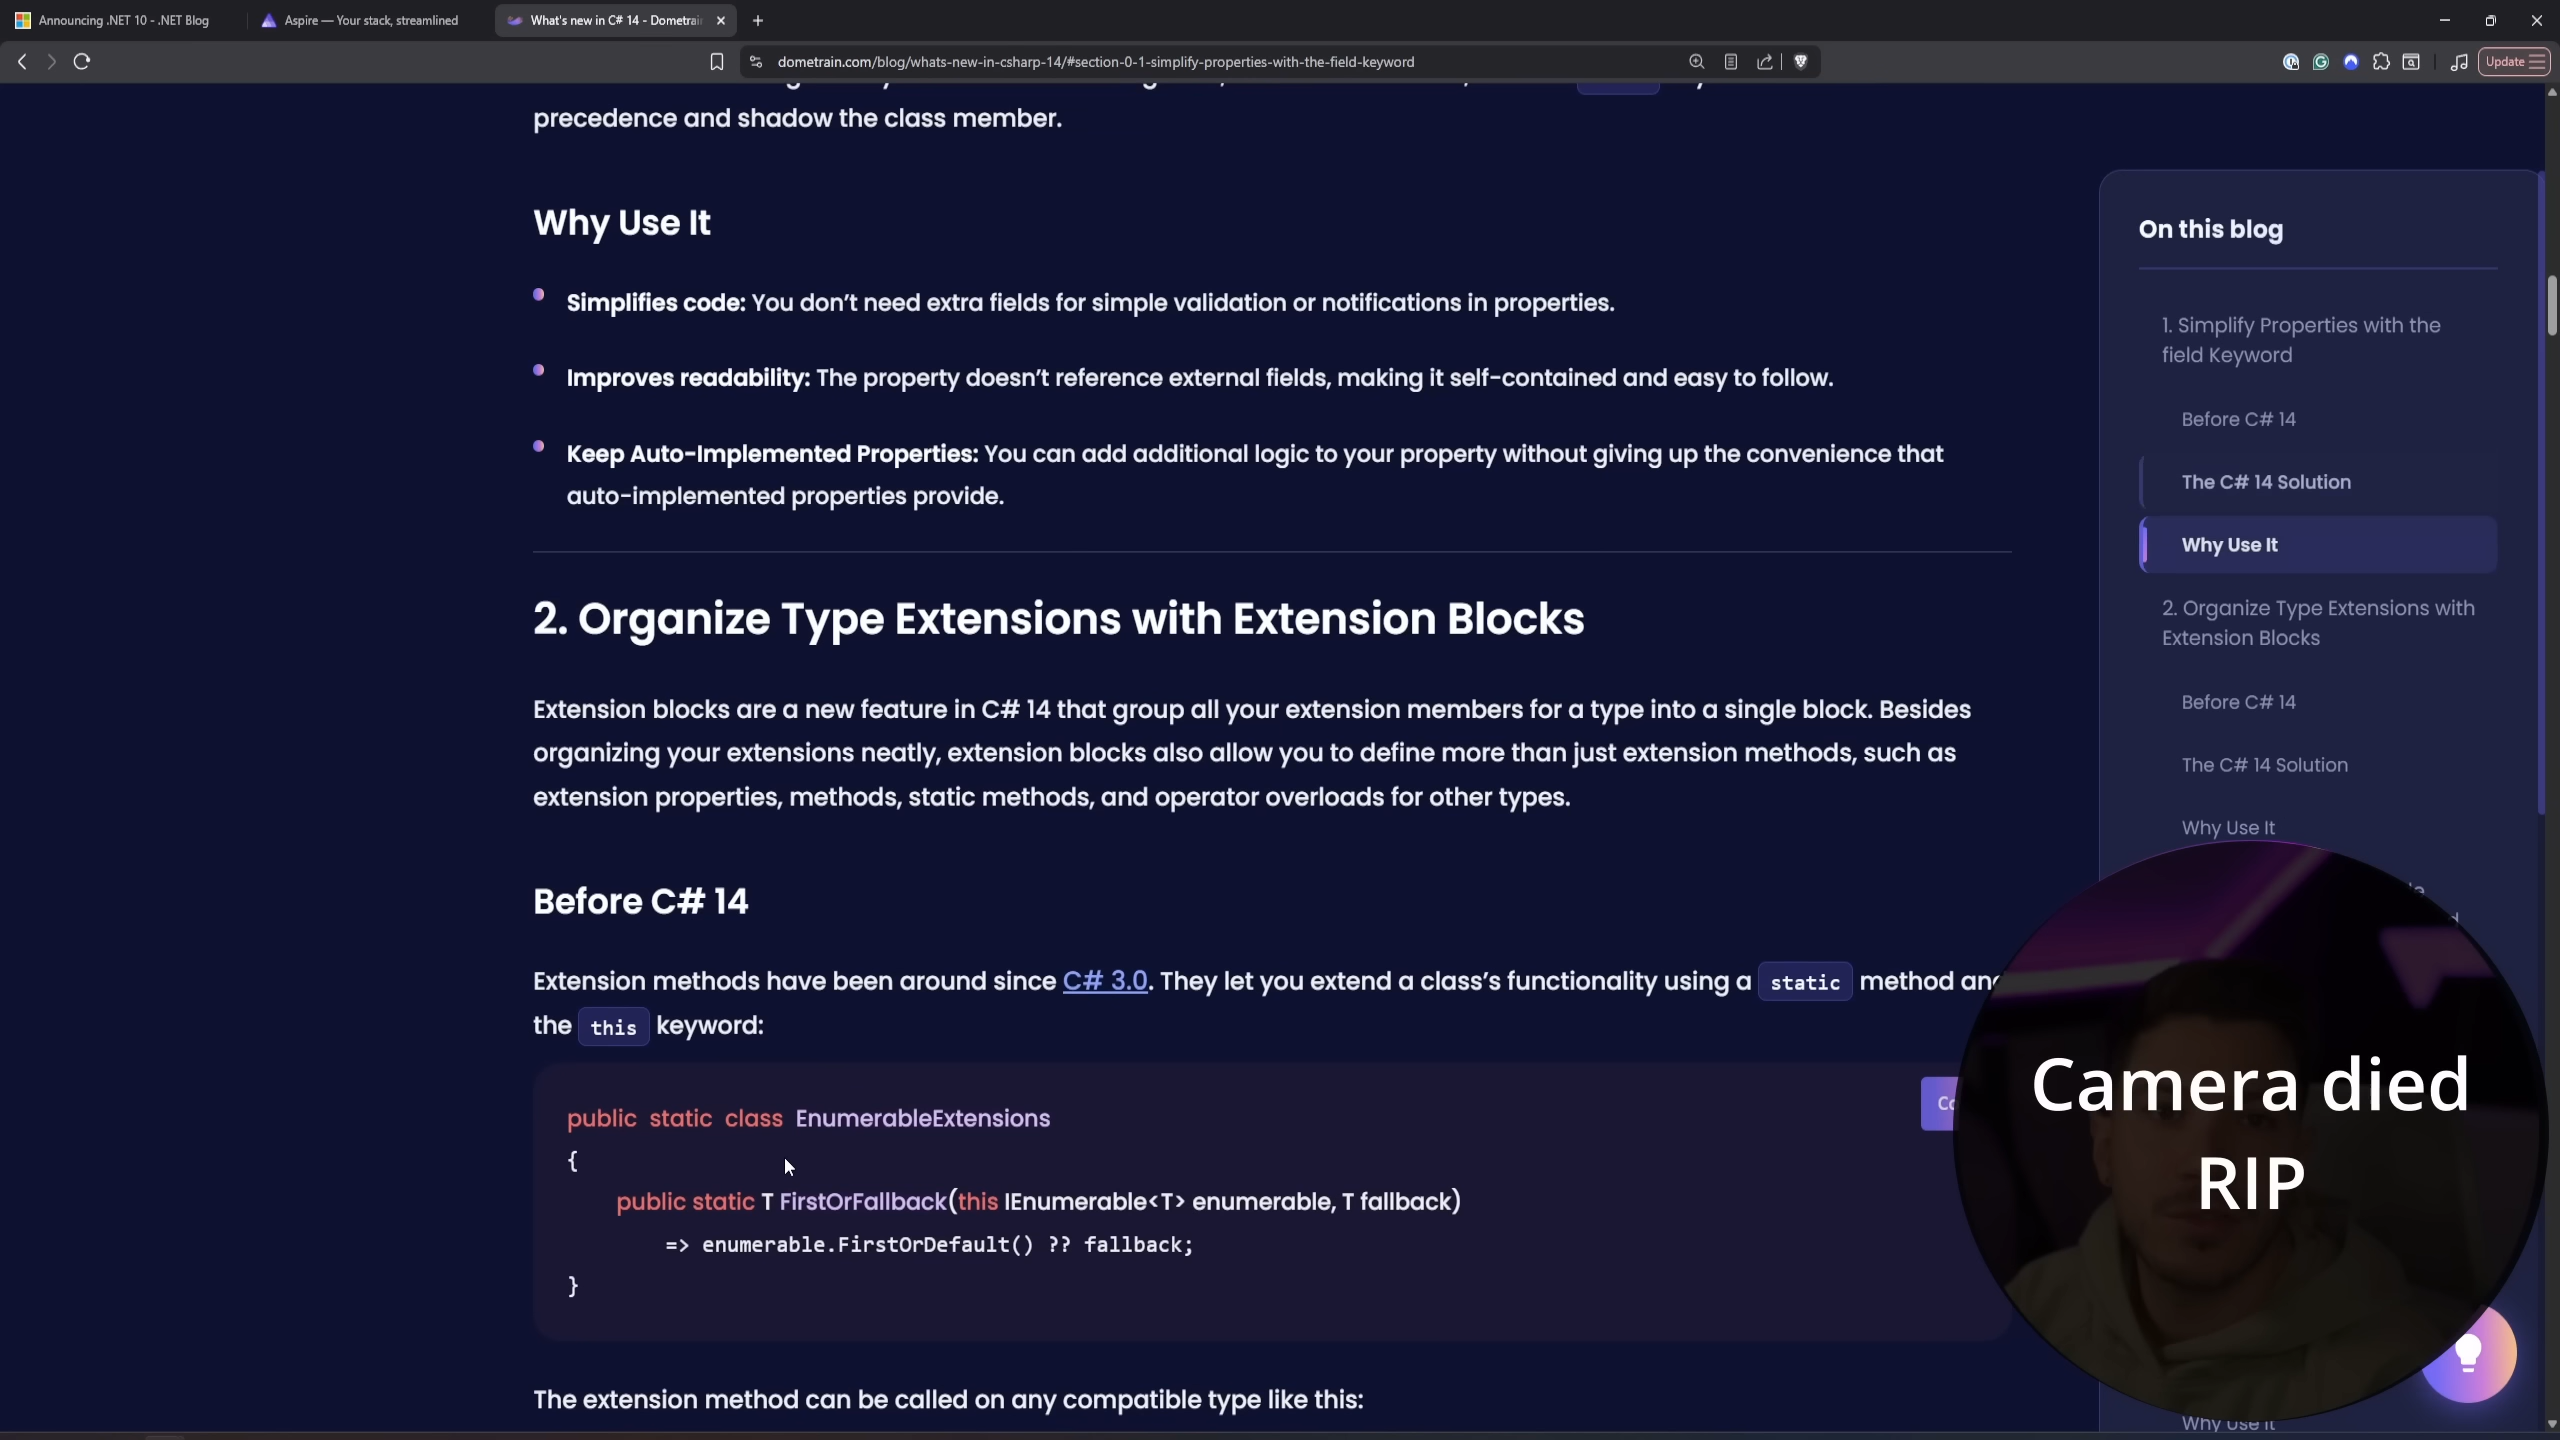 Announcing .NET 10 - .NET Blog
Aspire — Your stack, streamlined
What's new in C# 14 - Dometrai
dometrain.com/blog/whats-new-in-csharp-14/#section-0-1-simplify-properties-with-the-field-keyword
Update
precedence and shadow the class member.
Why Use It
Simplifies code: You don’t need extra fields for simple validation or notifications in properties.
Improves readability: The property doesn’t reference external fields, making it self-contained and easy to follow.
Keep Auto-Implemented Properties: You can add additional logic to your property without giving up the convenience that
auto-implemented properties provide.
2. Organize Type Extensions with Extension Blocks
Extension blocks are a new feature in C# 14 that group all your extension members for a type into a single block. Besides
organizing your extensions neatly, extension blocks also allow you to define more than just extension methods, such as
extension properties, methods, static methods, and operator overloads for other types.
Before C# 14
Extension methods have been around since C# 3.0. They let you extend a class’s functionality using a static method and
the this keyword:
public static class EnumerableExtensions
{
public static T FirstOrFallback(this IEnumerable<T> enumerable, T fallback)
=> enumerable.FirstOrDefault() ?? fallback;
}
The extension method can be called on any compatible type like this:
On this blog
1. Simplify Properties with the
field Keyword
Before C# 14
The C# 14 Solution
Why Use It
2. Organize Type Extensions with
Extension Blocks
Before C# 14
The C# 14 Solution
Why Use It
Camera died
RIP
Why Use It